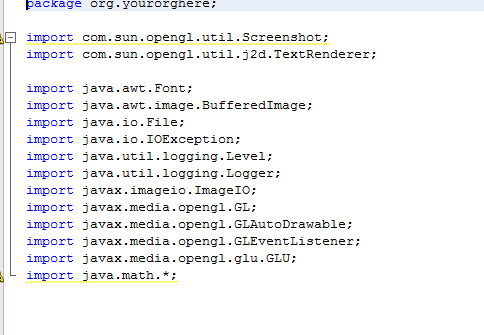 package org.yourorghere;
import com.sun.opengl.util.Screenshot;
import com.sun.opengl.util.j2d.TextRenderer;
import java.awt.Font;
import java.awt.image.BufferedImage;
import java.io.File;
import java.io.IOException;
import java.util.logging.Level;
import java.util.logging.Logger;
import javax.imageio.ImageIO;
import javax.media.opengl.GL;
import javax.media.opengl.GLAutoDrawable;
import javax.media.opengl.GLEventListener;
import javax.media.opengl.glu.GLU;
import java.math.*;